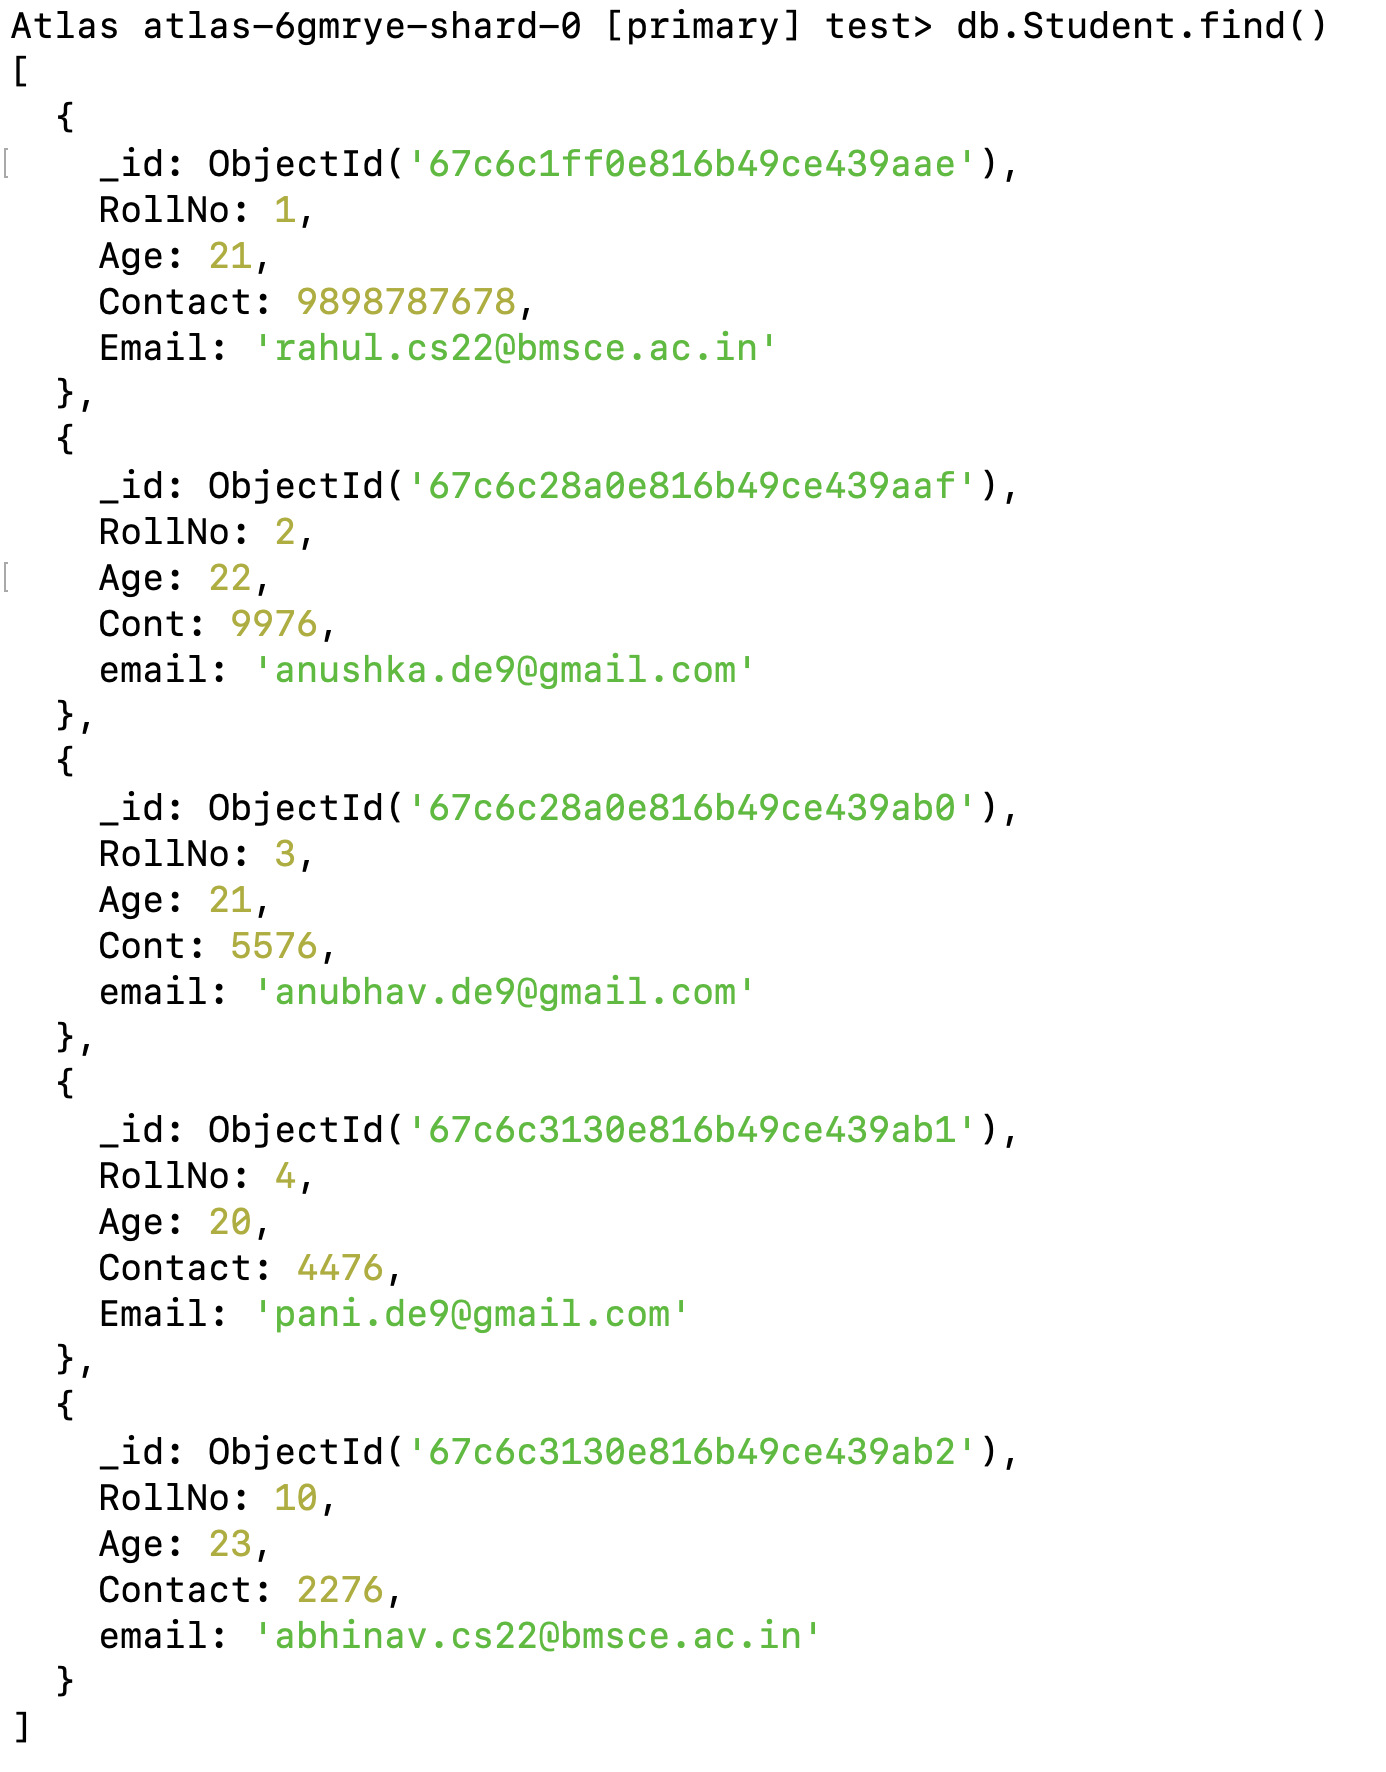 Atlas atlas-6gmrye-shard-0 [primary] test> db.Student.find()
[
  {
    _id: ObjectId('67c6c1ff0e816b49ce439aae'),
    RollNo: 1,
    Age: 21,
    Contact: 9898787678,
    Email: 'rahul.cs22@bmsce.ac.in'
  },
  {
    _id: ObjectId('67c6c28a0e816b49ce439aaf'),
    RollNo: 2,
    Age: 22,
    Cont: 9976,
    email: 'anushka.de9@gmail.com'
  },
  {
    _id: ObjectId('67c6c28a0e816b49ce439ab0'),
    RollNo: 3,
    Age: 21,
    Cont: 5576,
    email: 'anubhav.de9@gmail.com'
  },
  {
    _id: ObjectId('67c6c3130e816b49ce439ab1'),
    RollNo: 4,
    Age: 20,
    Contact: 4476,
    Email: 'pani.de9@gmail.com'
  },
  {
    _id: ObjectId('67c6c3130e816b49ce439ab2'),
    RollNo: 10,
    Age: 23,
    Contact: 2276,
    email: 'abhinav.cs22@bmsce.ac.in'
  }
]